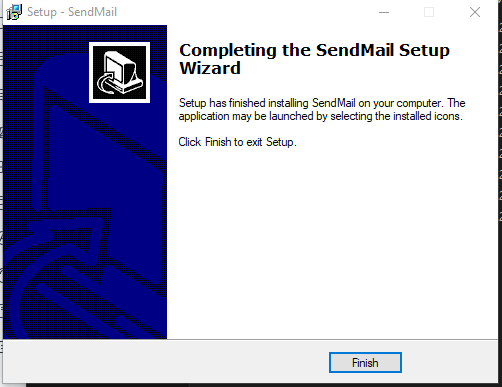 Setup - SendMail
Completing the SendMail Setup
Wizard
Setup has finished installing SendMail on your computer. The
application may be launched by selecting the installed icons.
Click Finish to exit Setup.
Finish